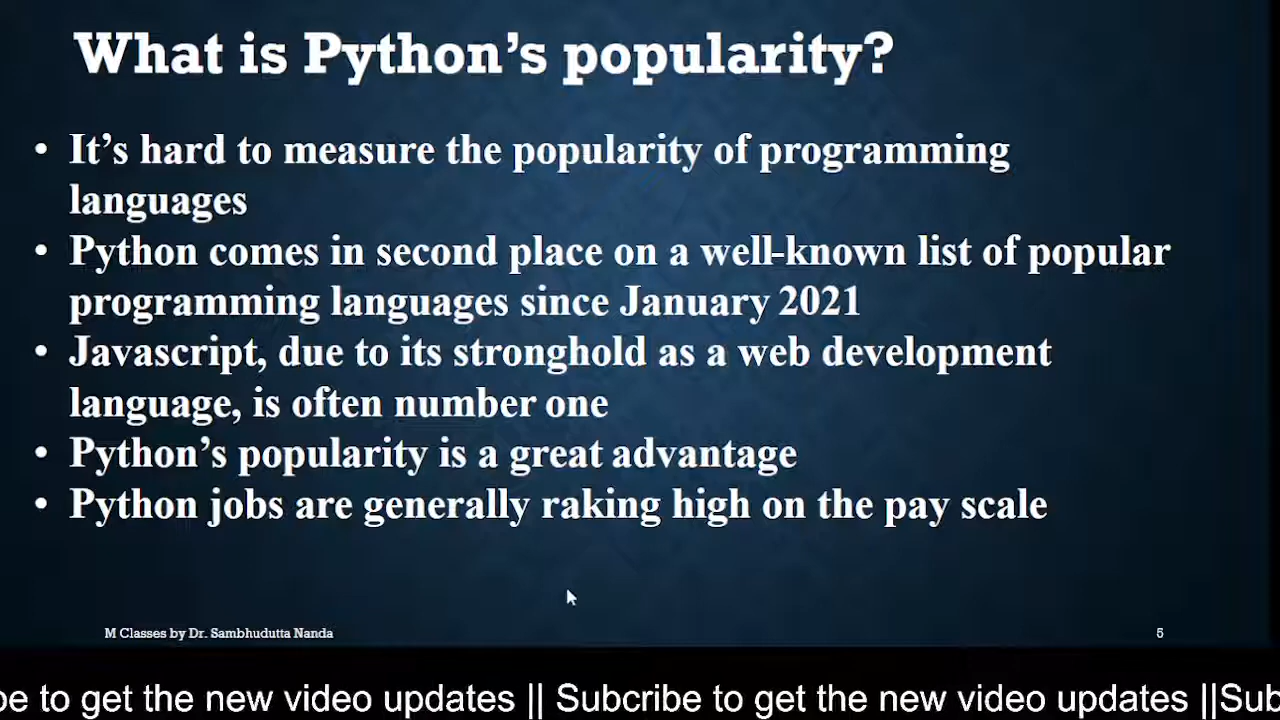 What is Python's popularity?
• It's hard to measure the popularity of programming
languages
• Python comes in second place on a well-known list of popular
programming languages since January 2021
• Javascript, due to its stronghold as a web development
language, is often number one
• Python's popularity is a great advantage
• Python jobs are generally raking high on the pay scale
M Classes by Dr. Sambhudutta Nanda
5
be to get the new video updates || Subcribe to get the new video updates ||Sub